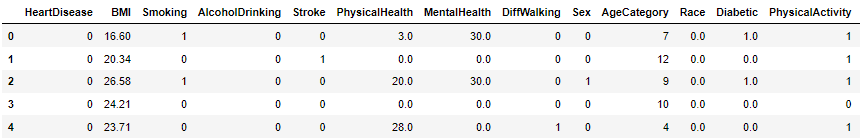 HeartDisease BMI Smoking AlcoholDrinking Stroke PhysicalHealth MentalHealth DiffWalking Sex AgeCategory Race Diabetic PhysicalActivity
0 0 16.60 1 0 0 3.0 30.0 0 0 7 0.0 1.0 1
1 0 20.34 0 0 1 0.0 0.0 0 0 12 0.0 0.0 1
2 0 26.58 1 0 0 20.0 30.0 0 1 9 0.0 1.0 1
3 0 24.21 0 0 0 0.0 0.0 0 0 10 0.0 0.0 0
4 0 23.71 0 0 0 28.0 0.0 1 0 4 0.0 0.0 1